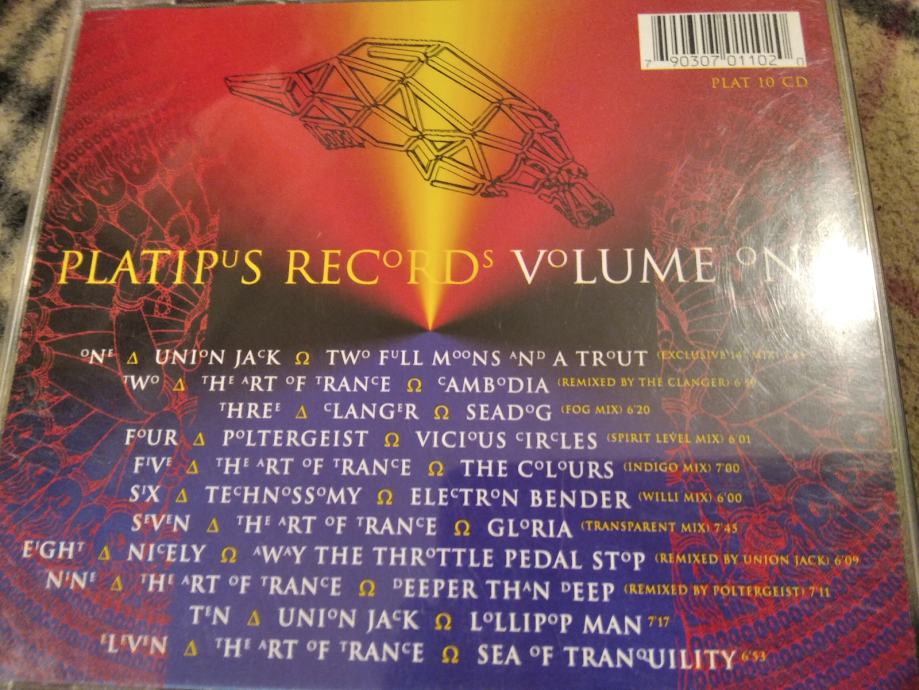 7 90307 01102 0
PLAT 10 CD
PLATIPUS RECORDS VOLUME ON
ONE Δ UNION JACK Ω TWO FULL MOONS AND A TROUT (EXCLUSIVE 14" MIX)
TWO Δ THE ART OF TRANCE Ω CAMBODIA (REMIXED BY THE CLANGER)
THREE Δ CLANGER Ω SEADOG (FOG MIX) 6'20
FOUR Δ POLTERGEIST Ω VICIOUS CIRCLES (SPIRIT LEVEL MIX) 6'01
FIVE Δ THE ART OF TRANCE Ω THE COLOURS (INDIGO MIX) 7'00
SIX Δ TECHNOSSOMY Ω ELECTRON BENDER (WILLI MIX) 6'00
SEVEN Δ THE ART OF TRANCE Ω GLORIA (TRANSPARENT MIX) 7'45
EIGHT Δ NICELY Ω AWAY THE THROTTLE PEDAL STOP (REMIXED BY UNION JACK) 6'09
NINE Δ THE ART OF TRANCE Ω DEEPER THAN DEEP (REMIXED BY POLTERGEIST) 7'11
TEN Δ UNION JACK Ω LOLLIPOP MAN 7'17
ELEVEN Δ THE ART OF TRANCE Ω SEA OF TRANQUILITY 6'53